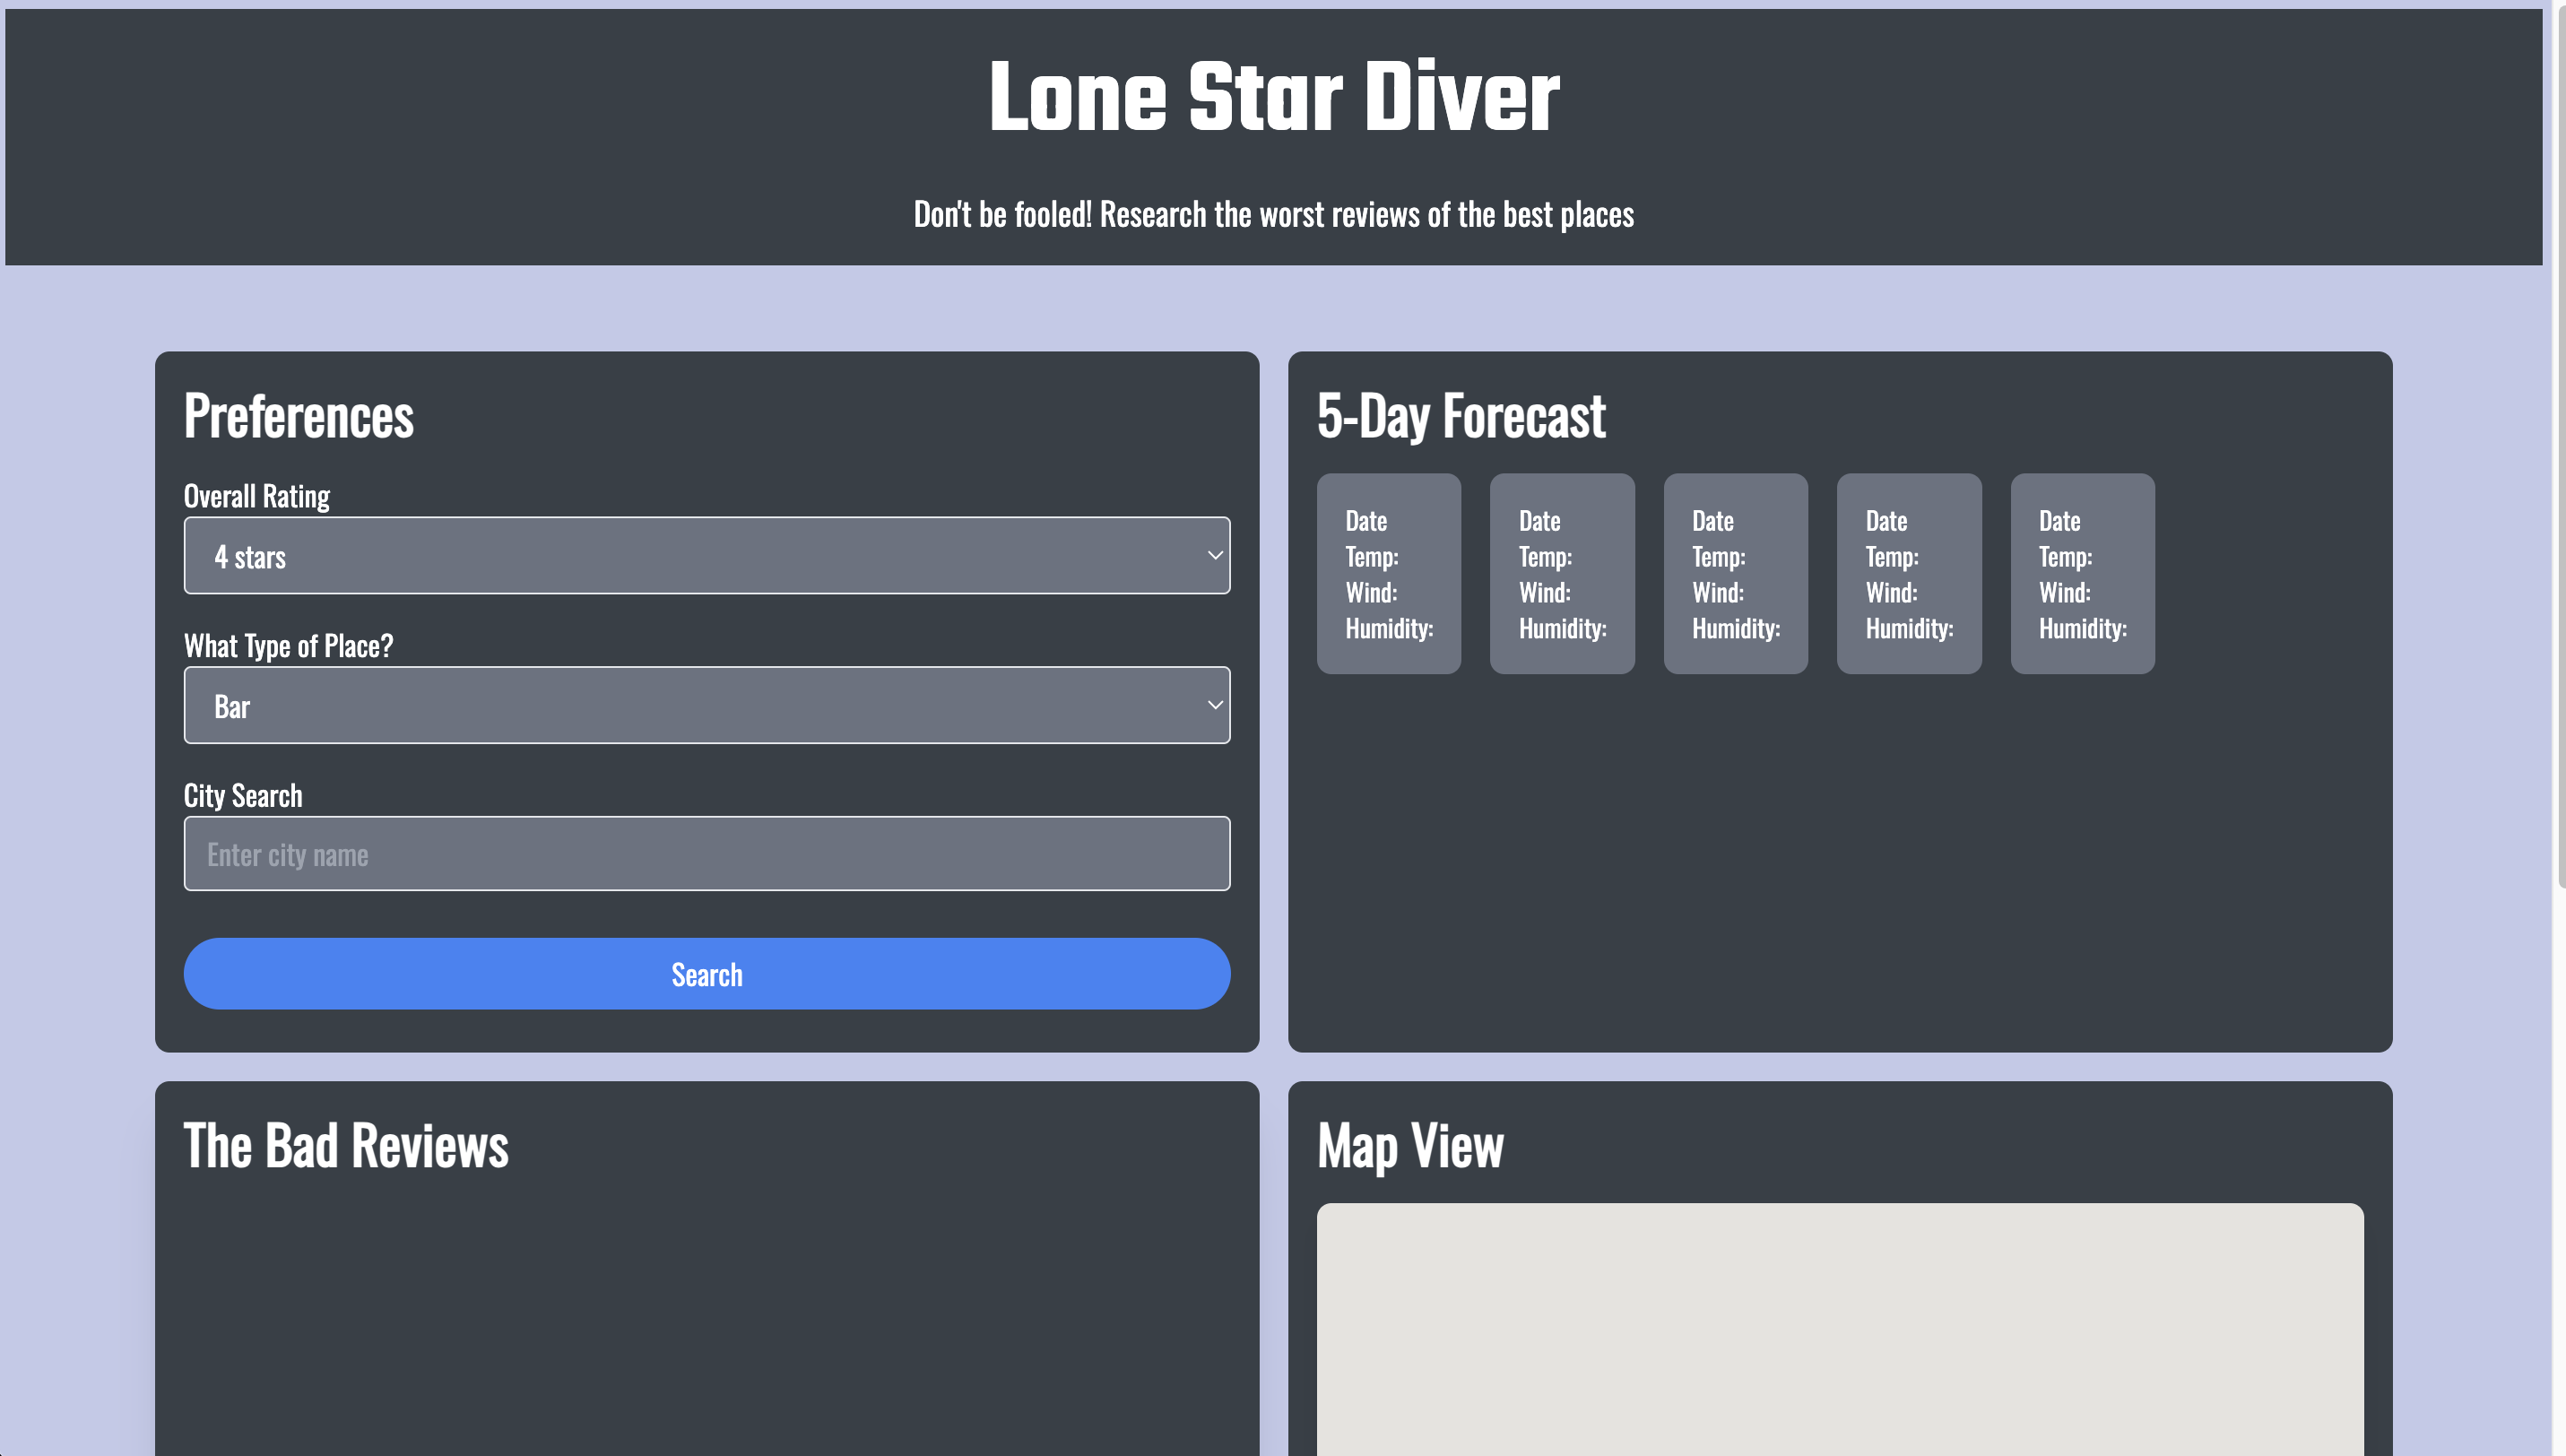 Lone Star Diver
Don't be fooled! Research the worst reviews of the best places
Preferences
Overall Rating
4 stars
What Type of Place?
Bar
City Search
Enter city name
Search
5-Day Forecast
Date
Temp:
Wind:
Humidity:
Date
Temp:
Wind:
Humidity:
Date
Temp:
Wind:
Humidity:
Date
Temp:
Wind:
Humidity:
Date
Temp:
Wind:
Humidity:
The Bad Reviews
Map View